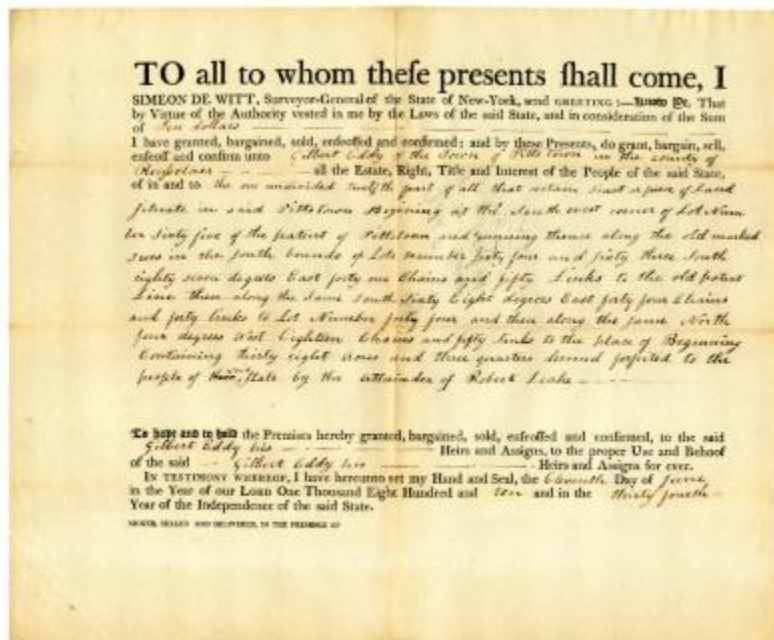 TO all to whom theſe presents ſhall come, I
SIMEON DE WITT, Surveyor-General of the State of New-York, send GREETING :—Know Ye, That
by Virtue of the Authority vested in me by the Laws of the said State, and in consideration of the Sum
of Ten dollars
I have granted, bargained, sold, enfeoffed and confirmed; and by these Presents, do grant, bargain, sell,
enfeoff and confirm unto Gilbert Eddy of the Town of Pitts Town in the county of
all the Estate, Right, Title and Interest of the People of the said State,
of in and to the one undivided part of all that certain tract or piece of Land
situate in said Pittstown Beginning at the South west corner of Lot Num
ber Sixty five of the patent of Pittstown and running thence along the old marked
trees in the South bounds of Lots number sixty four and sixty three South
eighty seven degrees East forty one Chains and fifty Links to the old patent
Line then along the same South Sixty Eight degrees East forty four Chains
and forty links to Lot Number forty four and then along the same North
four degrees West Eighteen Chains and fifty links to the place of Beginning
Containing thirty eight acres and three quarters forfeited to the
people of State by the attainder of Robert Leake
To have and to hold the Premises hereby granted, bargained, sold, enfeoffed and confirmed, to the said
Gilbert Eddy his Heirs and Assigns, to the proper Use and Behoof
of the said Gilbert Eddy his Heirs and Assigns for ever.
IN TESTIMONY WHEREOF, I have hereunto set my Hand and Seal, the Eleventh Day of June
in the Year of our LORD One Thousand Eight Hundred and ten and in the thirty fourth
Year of the Independence of the said State.
SIGNED, SEALED AND DELIVERED, IN THE PRESENCE OF